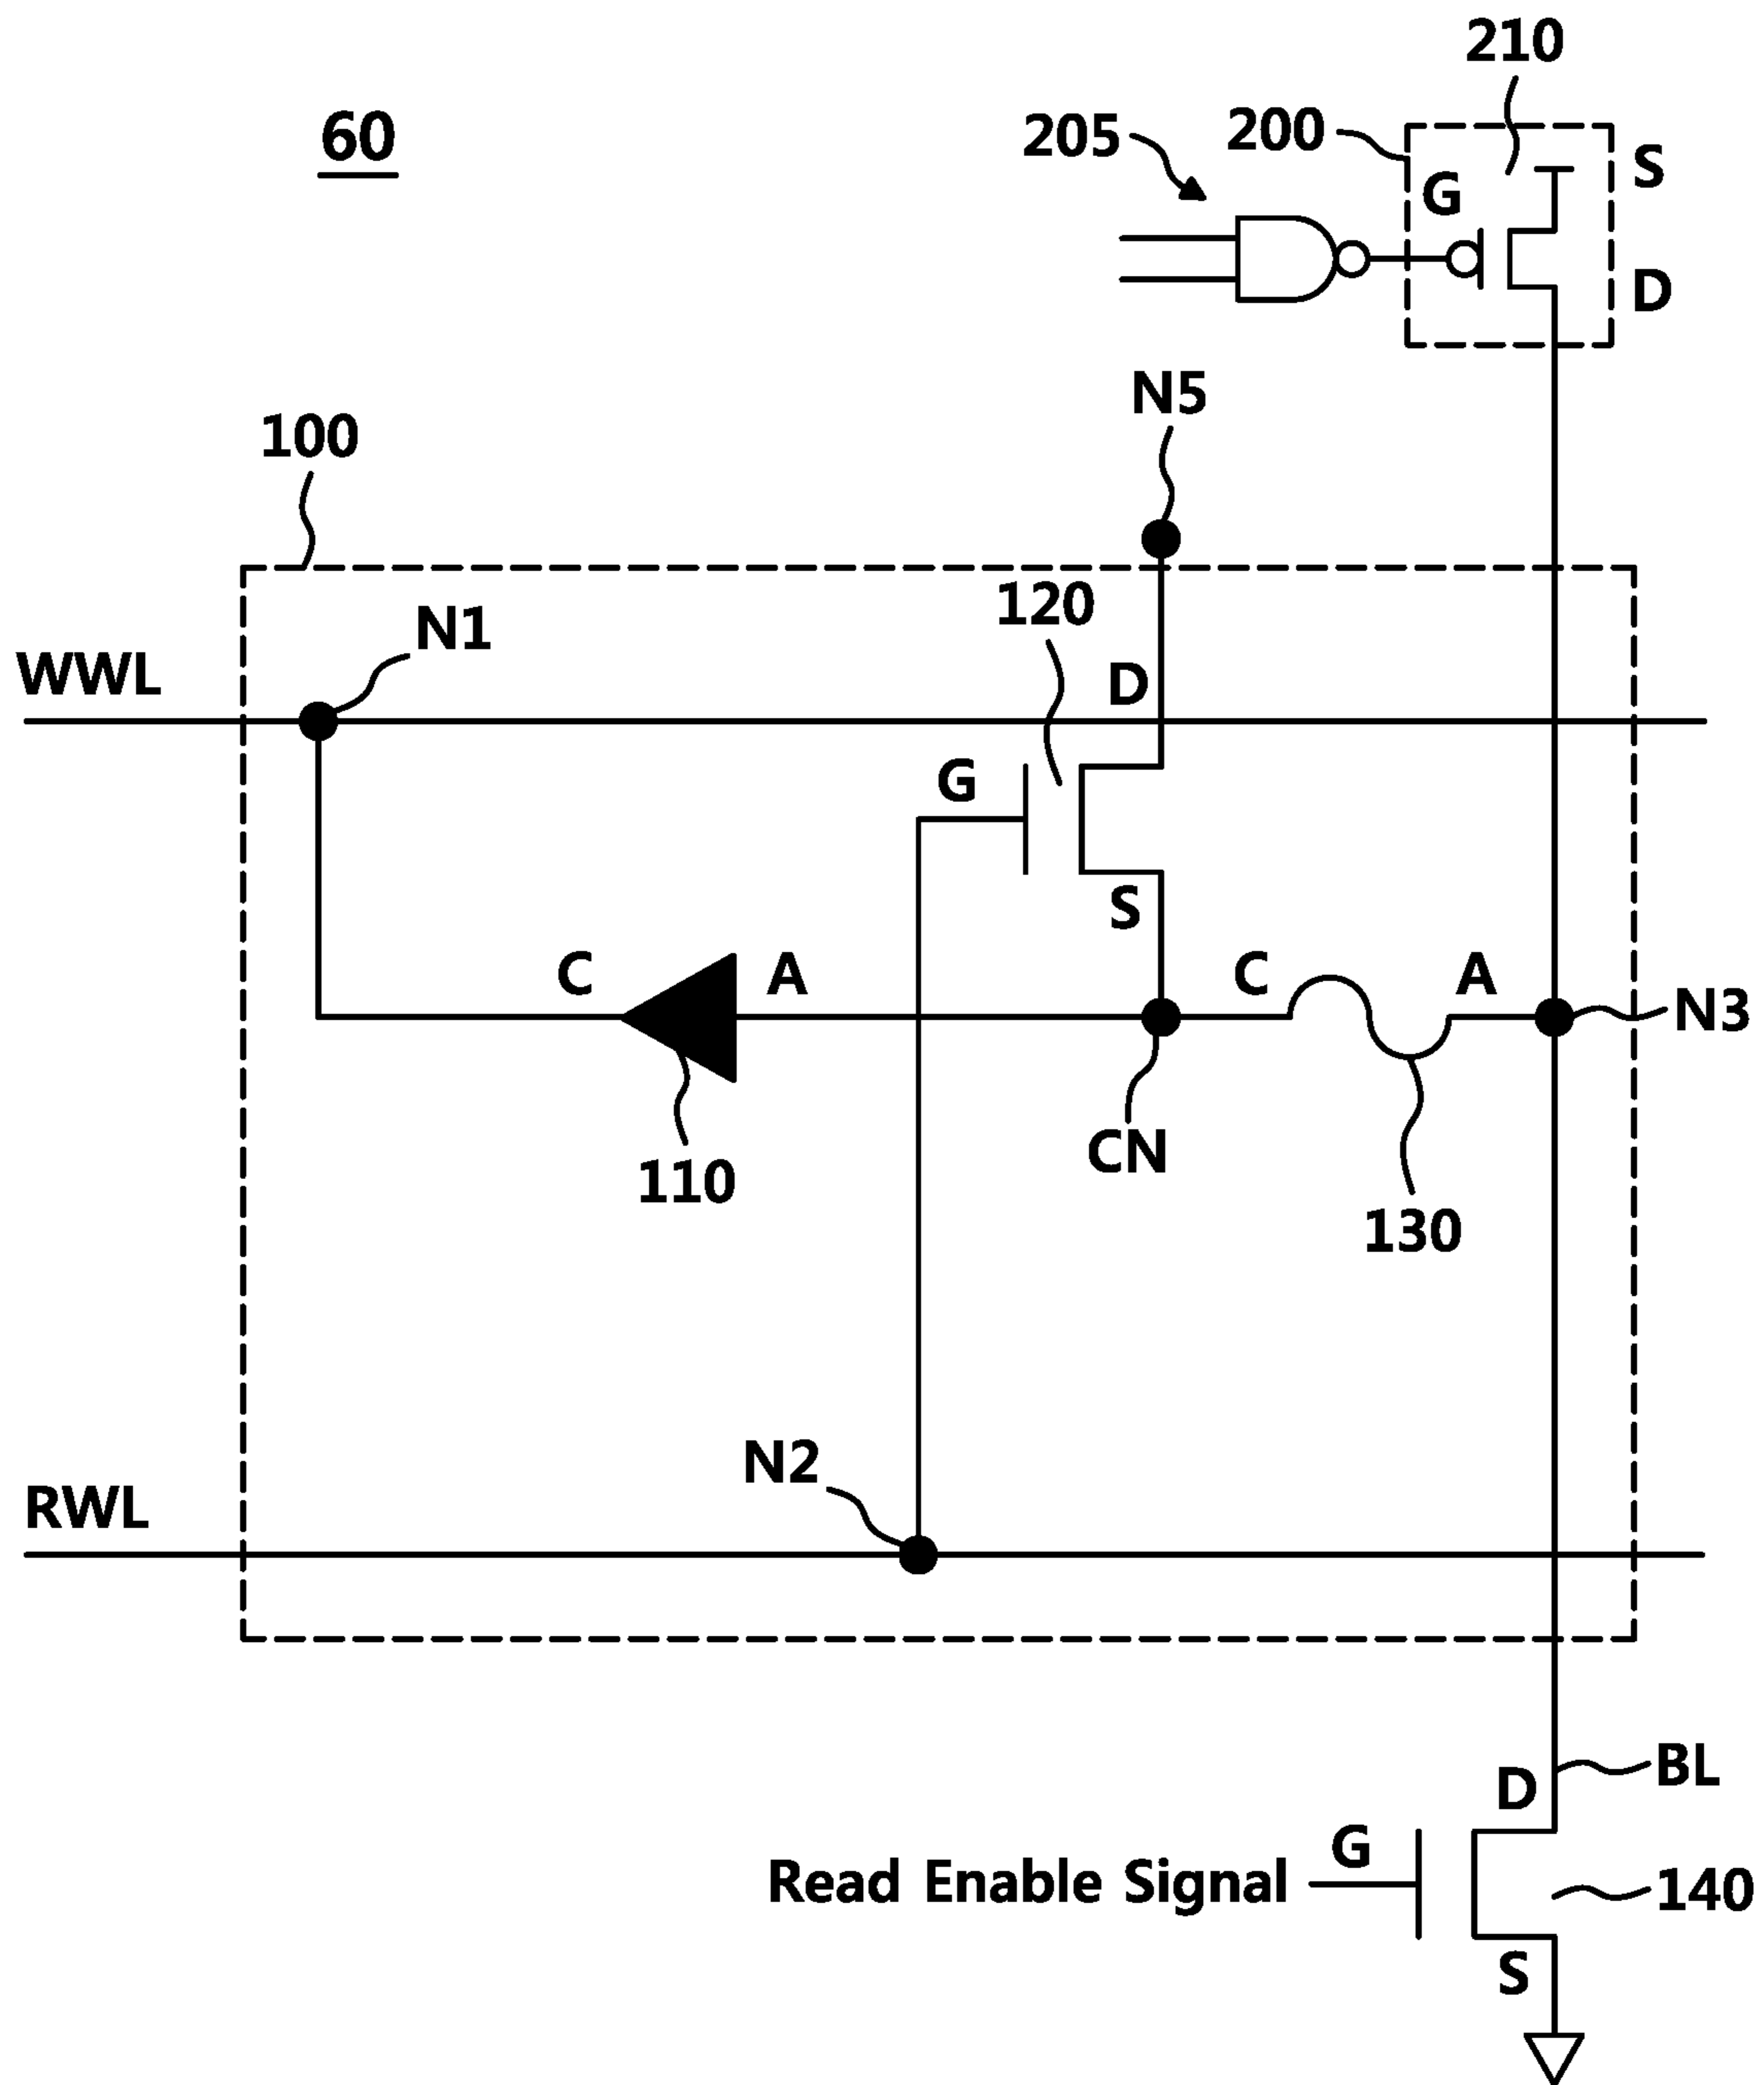 210
60
205
200
S
G
D
N5
100
120
N1
WWL
D
G
S
C
A
C
A
N3
CN
110
130
N2
RWL
BL
D
G
Read Enable Signal
140
S